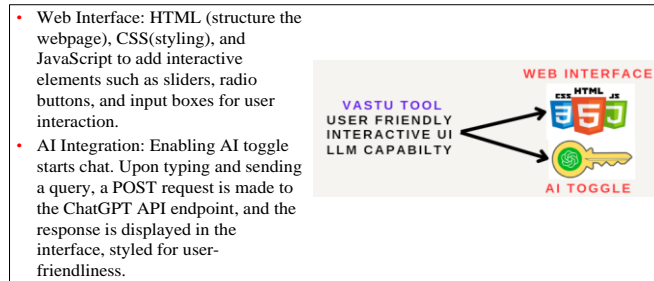 • Web Interface: HTML (structure the
webpage), CSS(styling), and
JavaScript to add interactive
elements such as sliders, radio
buttons, and input boxes for user
interaction.
• AI Integration: Enabling AI toggle
starts chat. Upon typing and sending
a query, a POST request is made to
the ChatGPT API endpoint, and the
response is displayed in the
interface, styled for user-
friendliness.
VASTU TOOL
USER FRIENDLY
INTERACTIVE UI
LLM CAPABILTY
WEB INTERFACE
CSS HTML JS
3 5 J
AI TOGGLE